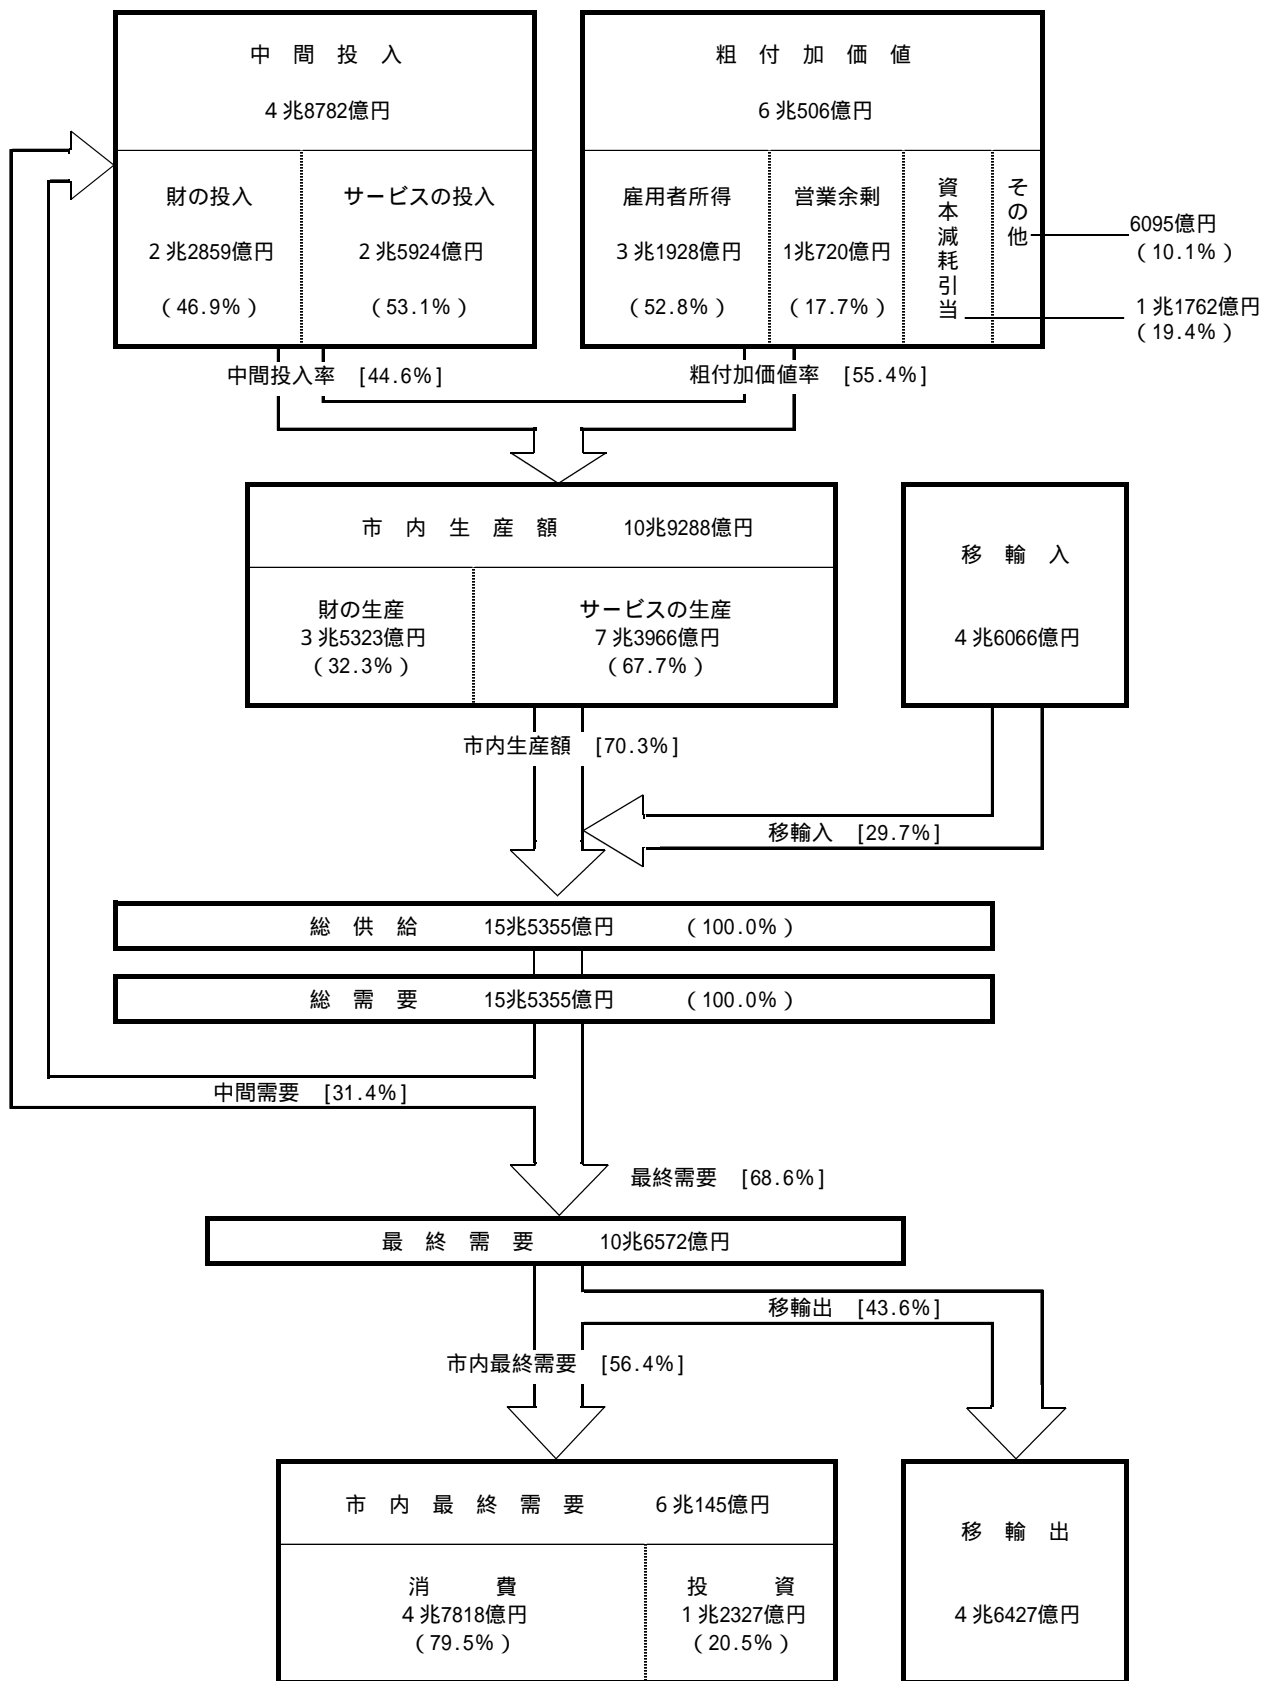 中間投入
4兆8782億円
財の投入
2兆2859億円
(46.9%)
サービスの投入
2兆5924億円
(53.1%)
粗付加価値
6兆506億円
雇用者所得
3兆1928億円
(52.8%)
営業余剰
1兆720億円
(17.7%)
資本減耗引当
その他
6095億円
(10.1%)
1兆1762億円
(19.4%)
中間投入率 [44.6%]
粗付加価値率 [55.4%]
市内生産額 10兆9288億円
財の生産
3兆5323億円
(32.3%)
サービスの生産
7兆3966億円
(67.7%)
移輸入
4兆6066億円
市内生産額 [70.3%]
移輸入 [29.7%]
総供給 15兆5355億円 (100.0%)
総需要 15兆5355億円 (100.0%)
中間需要 [31.4%]
最終需要 [68.6%]
最終需要 10兆6572億円
移輸出 [43.6%]
市内最終需要 [56.4%]
市内最終需要 6兆145億円
消費
4兆7818億円
(79.5%)
投資
1兆2327億円
(20.5%)
移輸出
4兆6427億円